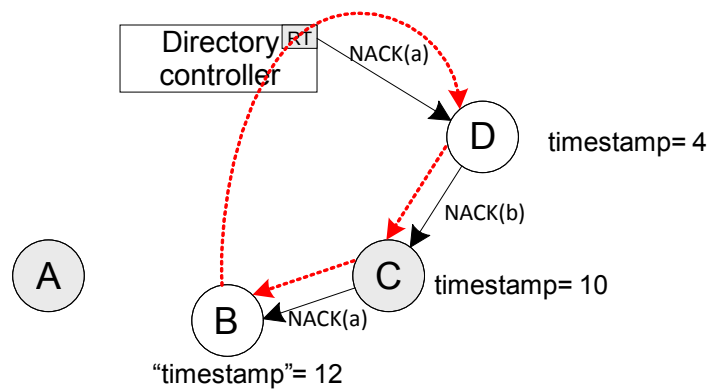 Directory
RT
controller
NACK(a)
D
timestamp= 4
NACK(b)
A
C
timestamp= 10
B
NACK(a)
“timestamp”= 12